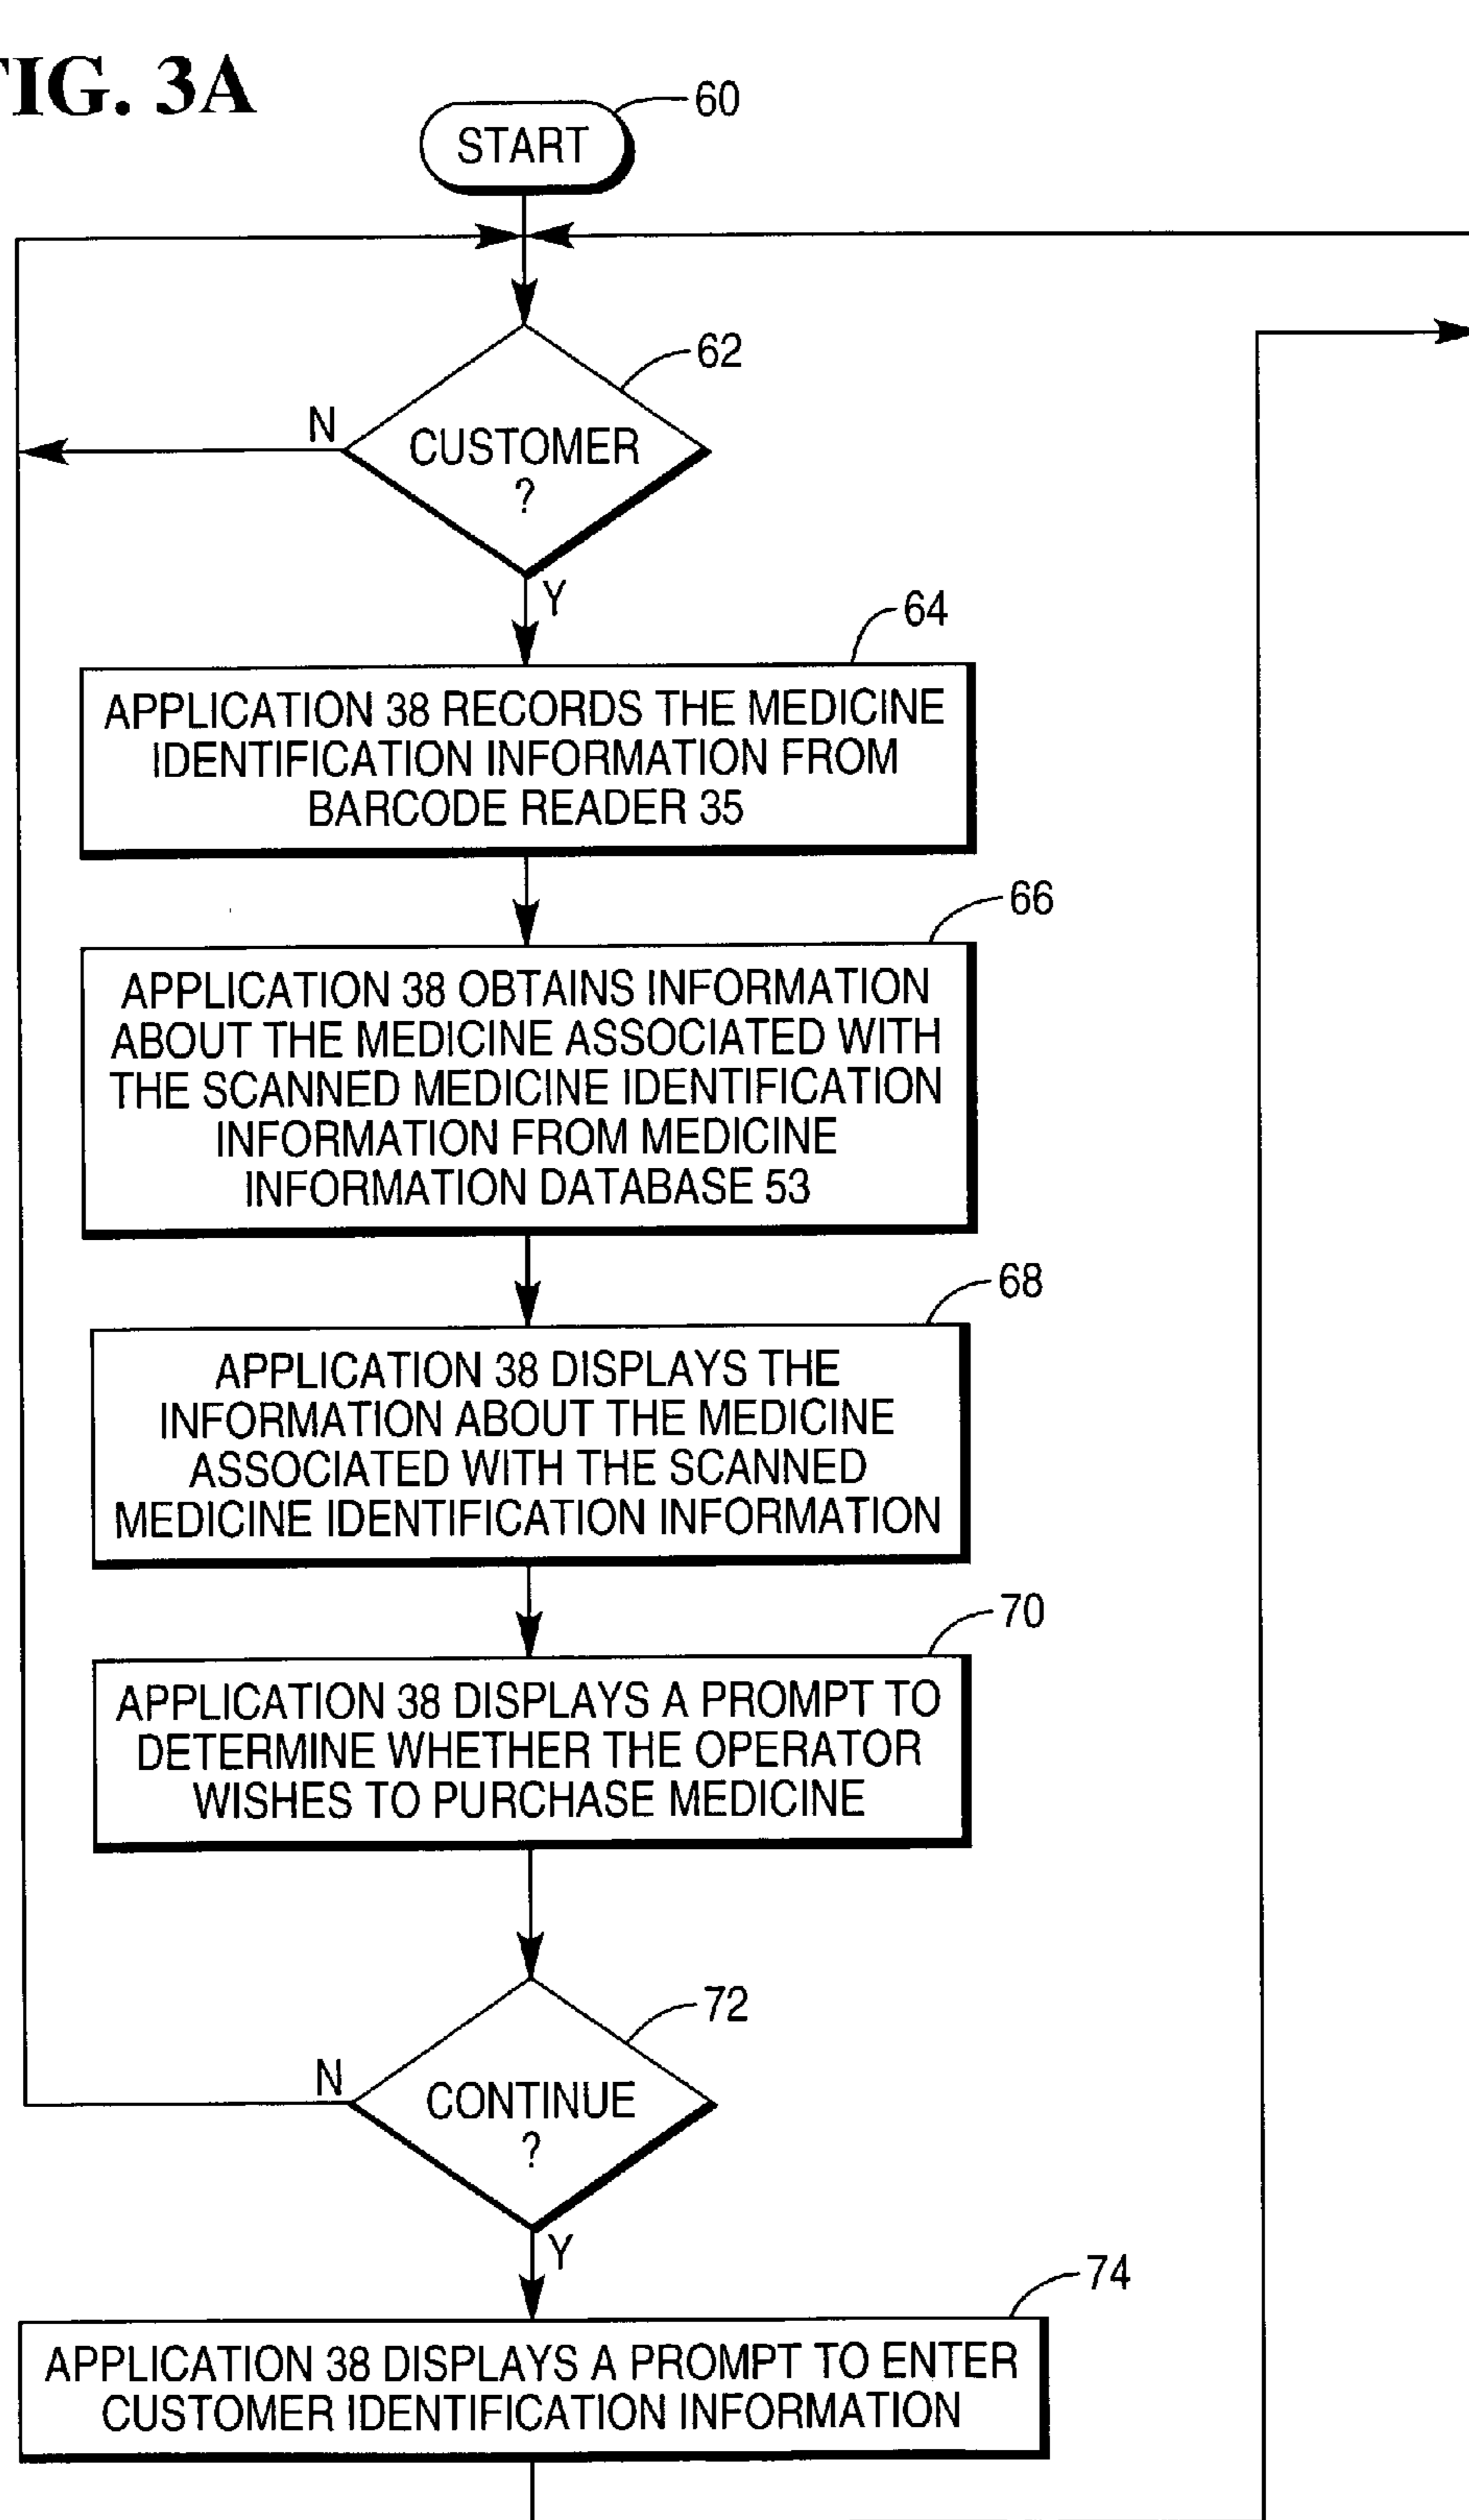 FIG. 3A
60
START
62
CUSTOMER
?
N
Y
64
APPLICATION 38 RECORDS THE MEDICINE
IDENTIFICATION INFORMATION FROM
BARCODE READER 35
66
APPLICATION 38 OBTAINS INFORMATION
ABOUT THE MEDICINE ASSOCIATED WITH
THE SCANNED MEDICINE IDENTIFICATION
INFORMATION FROM MEDICINE
INFORMATION DATABASE 53
68
APPLICATION 38 DISPLAYS THE
INFORMATION ABOUT THE MEDICINE
ASSOCIATED WITH THE SCANNED
MEDICINE IDENTIFICATION INFORMATION
70
APPLICATION 38 DISPLAYS A PROMPT TO
DETERMINE WHETHER THE OPERATOR
WISHES TO PURCHASE MEDICINE
72
N
CONTINUE
?
Y
74
APPLICATION 38 DISPLAYS A PROMPT TO ENTER
CUSTOMER IDENTIFICATION INFORMATION